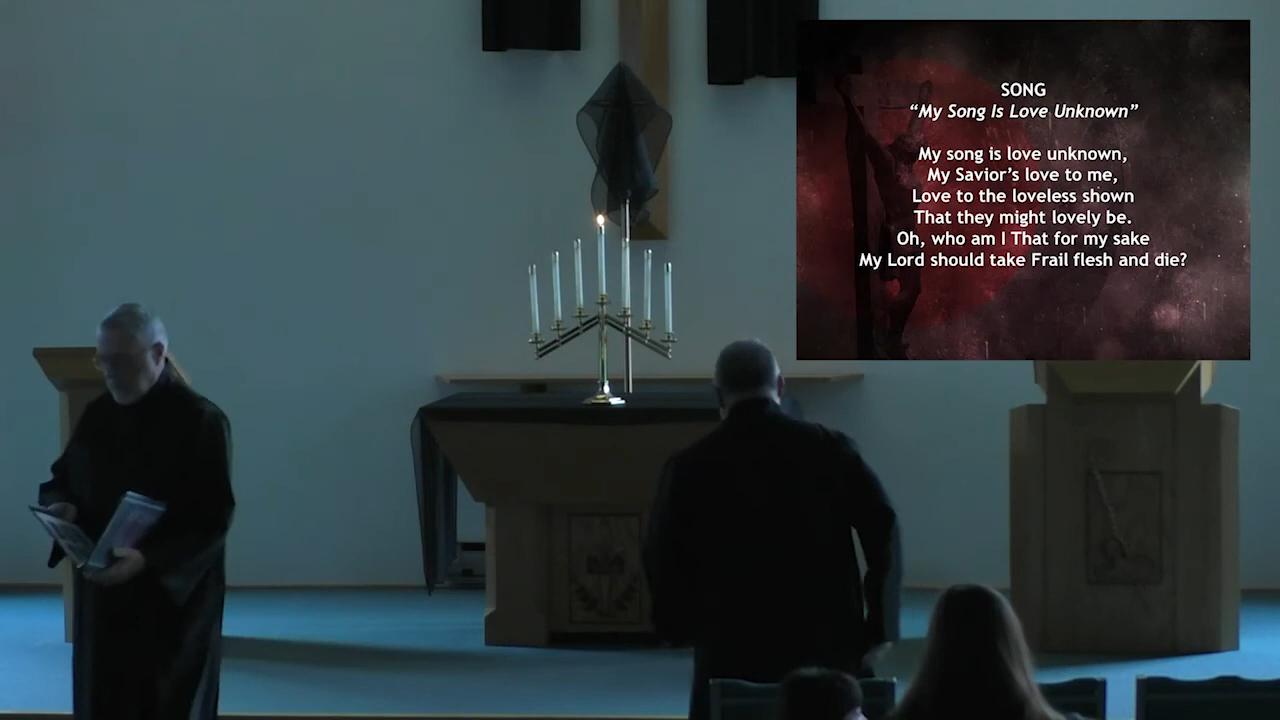 SONG
“My Song Is Love Unknown”
My song is love unknown,
My Savior’s love to me,
Love to the loveless shown
That they might lovely be.
Oh, who am I That for my sake
My Lord should take Frail flesh and die?